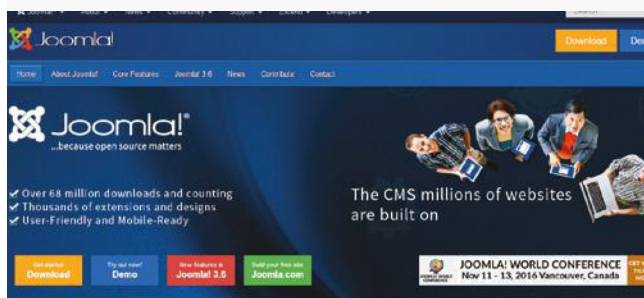 Joomla!
Download
Home About Joomla! Core Features Joomla! 3.6 News Contribute Contact
Joomla!®
...because open source matters
Over 68 million downloads and counting
Thousands of extensions and designs
User-Friendly and Mobile-Ready
The CMS millions of websites
are built on
Get started
Download
Try out now!
Demo
New features in
Joomla! 3.6
Build your free site
Joomla.com
JOOMLA! WORLD CONFERENCE
Nov 11 - 13, 2016 Vancouver, Canada